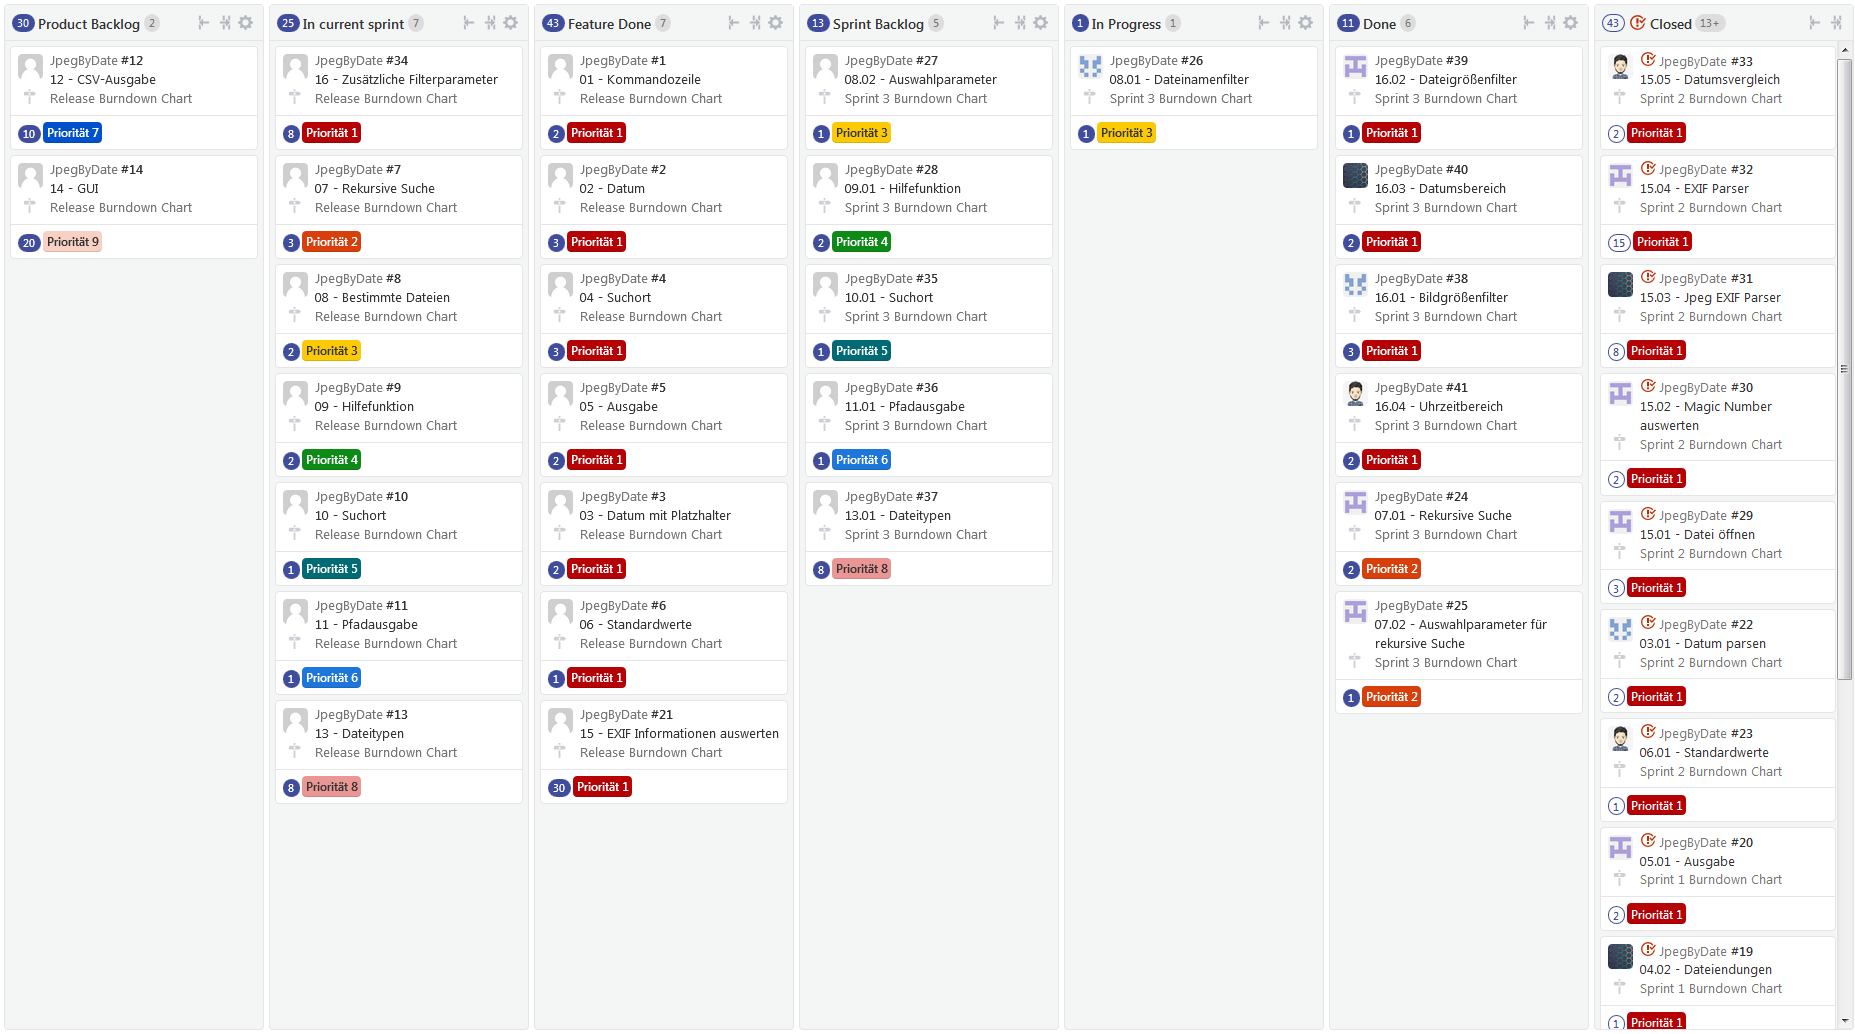 30 Product Backlog 2
JpegByDate #12
12 - CSV-Ausgabe
Release Burndown Chart
10 Priorität 7
JpegByDate #14
14 - GUI
Release Burndown Chart
20 Priorität 9
25 In current sprint 7
JpegByDate #34
16 - Zusätzliche Filterparameter
Release Burndown Chart
8 Priorität 1
JpegByDate #7
07 - Rekursive Suche
Release Burndown Chart
3 Priorität 2
JpegByDate #8
08 - Bestimmte Dateien
Release Burndown Chart
2 Priorität 3
JpegByDate #9
09 - Hilfefunktion
Release Burndown Chart
2 Priorität 4
JpegByDate #10
10 - Suchort
Release Burndown Chart
1 Priorität 5
JpegByDate #11
11 - Pfadausgabe
Release Burndown Chart
1 Priorität 6
JpegByDate #13
13 - Dateitypen
Release Burndown Chart
8 Priorität 8
43 Feature Done 7
JpegByDate #1
01 - Kommandozeile
Release Burndown Chart
2 Priorität 1
JpegByDate #2
02 - Datum
Release Burndown Chart
3 Priorität 1
JpegByDate #4
04 - Suchort
Release Burndown Chart
3 Priorität 1
JpegByDate #5
05 - Ausgabe
Release Burndown Chart
2 Priorität 1
JpegByDate #3
03 - Datum mit Platzhalter
Release Burndown Chart
2 Priorität 1
JpegByDate #6
06 - Standardwerte
Release Burndown Chart
1 Priorität 1
JpegByDate #21
15 - EXIF Informationen auswerten
Release Burndown Chart
30 Priorität 1
13 Sprint Backlog 5
JpegByDate #27
08.02 - Auswahlparameter
Sprint 3 Burndown Chart
1 Priorität 3
JpegByDate #28
09.01 - Hilfefunktion
Sprint 3 Burndown Chart
2 Priorität 4
JpegByDate #35
10.01 - Suchort
Sprint 3 Burndown Chart
1 Priorität 5
JpegByDate #36
11.01 - Pfadausgabe
Sprint 3 Burndown Chart
1 Priorität 6
JpegByDate #37
13.01 - Dateitypen
Sprint 3 Burndown Chart
8 Priorität 8
1 In Progress 1
JpegByDate #26
08.01 - Dateinamenfilter
Sprint 3 Burndown Chart
1 Priorität 3
11 Done 6
JpegByDate #39
16.02 - Dateigrößenfilter
Sprint 3 Burndown Chart
1 Priorität 1
JpegByDate #40
16.03 - Datumsbereich
Sprint 3 Burndown Chart
2 Priorität 1
JpegByDate #38
16.01 - Bildgrößenfilter
Sprint 3 Burndown Chart
3 Priorität 1
JpegByDate #41
16.04 - Uhrzeitbereich
Sprint 3 Burndown Chart
2 Priorität 1
JpegByDate #24
07.01 - Rekursive Suche
Sprint 3 Burndown Chart
2 Priorität 2
JpegByDate #25
07.02 - Auswahlparameter für
rekursive Suche
Sprint 3 Burndown Chart
1 Priorität 2
43 Closed 13+
JpegByDate #33
15.05 - Datumsvergleich
Sprint 2 Burndown Chart
2 Priorität 1
JpegByDate #32
15.04 - EXIF Parser
Sprint 2 Burndown Chart
15 Priorität 1
JpegByDate #31
15.03 - Jpeg EXIF Parser
Sprint 2 Burndown Chart
8 Priorität 1
JpegByDate #30
15.02 - Magic Number
auswerten
Sprint 2 Burndown Chart
2 Priorität 1
JpegByDate #29
15.01 - Datei öffnen
Sprint 2 Burndown Chart
3 Priorität 1
JpegByDate #22
03.01 - Datum parsen
Sprint 2 Burndown Chart
2 Priorität 1
JpegByDate #23
06.01 - Standardwerte
Sprint 2 Burndown Chart
1 Priorität 1
JpegByDate #20
05.01 - Ausgabe
Sprint 1 Burndown Chart
2 Priorität 1
JpegByDate #19
04.02 - Dateiendungen
Sprint 1 Burndown Chart
1 Priorität 1